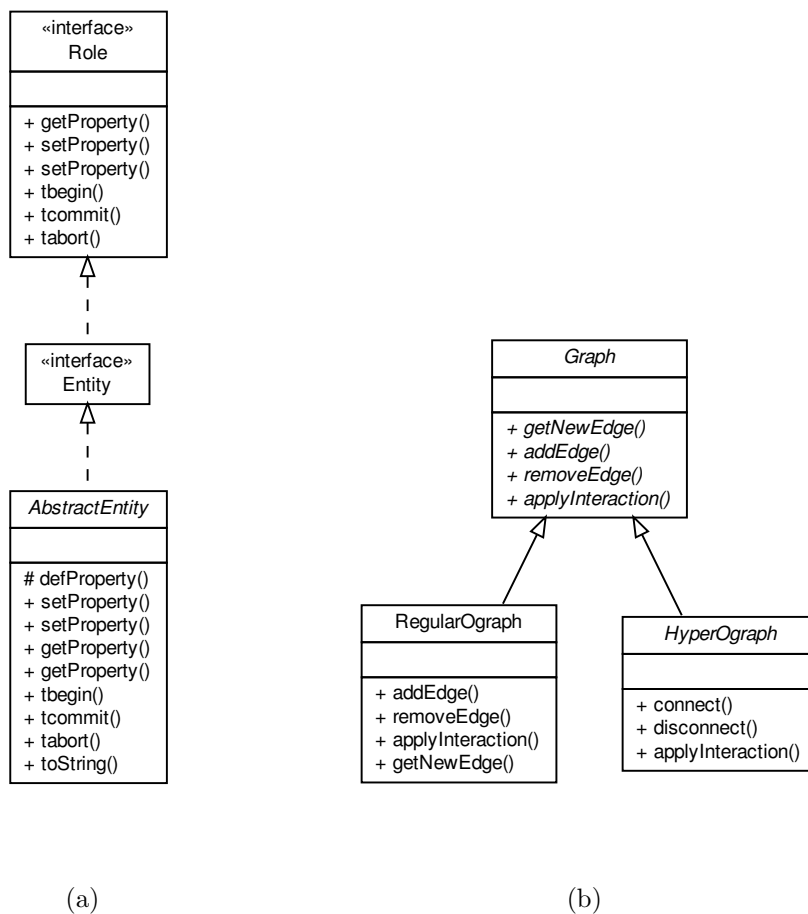 «interface»
Role
+ getProperty()
+ setProperty()
+ setProperty()
+ tbegin()
+ tcommit()
+ tabort()
«interface»
Entity
AbstractEntity
# defProperty()
+ setProperty()
+ setProperty()
+ getProperty()
+ getProperty()
+ tbegin()
+ tcommit()
+ tabort()
+ toString()
(a)
Graph
+ getNewEdge()
+ addEdge()
+ removeEdge()
+ applyInteraction()
RegularOgraph
+ addEdge()
+ removeEdge()
+ applyInteraction()
+ getNewEdge()
HyperOgraph
+ connect()
+ disconnect()
+ applyInteraction()
(b)